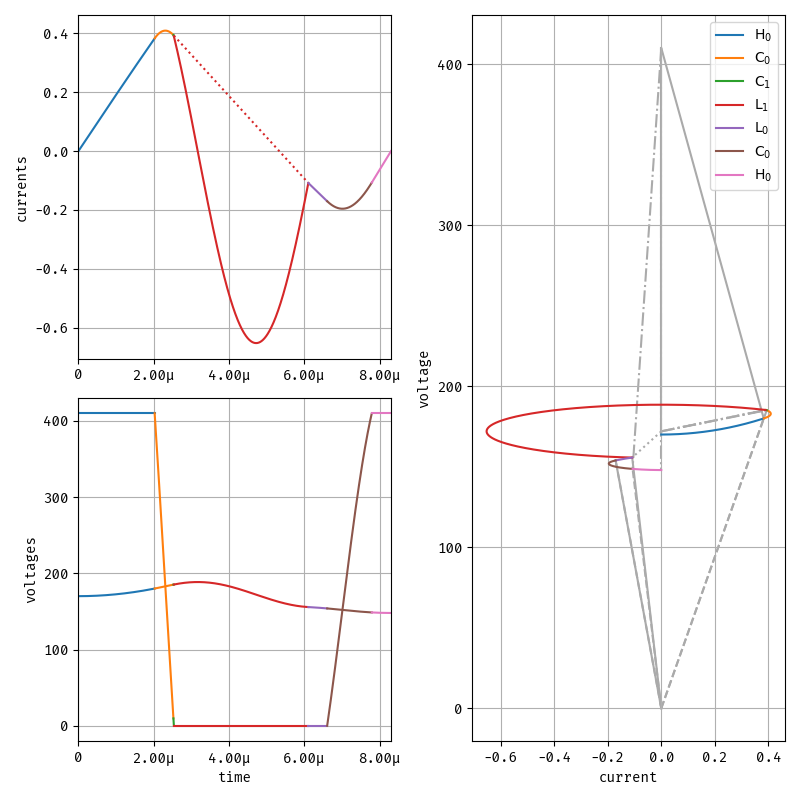 0.4
0.2
0.0
-0.2
-0.4
-0.6
currents
0
2.00μ
4.00μ
6.00μ
8.00μ
400
300
200
100
0
voltages
0
2.00μ
4.00μ
6.00μ
8.00μ
time
400
300
200
100
0
voltage
-0.6
-0.4
-0.2
0.0
0.2
0.4
current
H₀
C₀
C₁
L₁
L₀
C₀
H₀